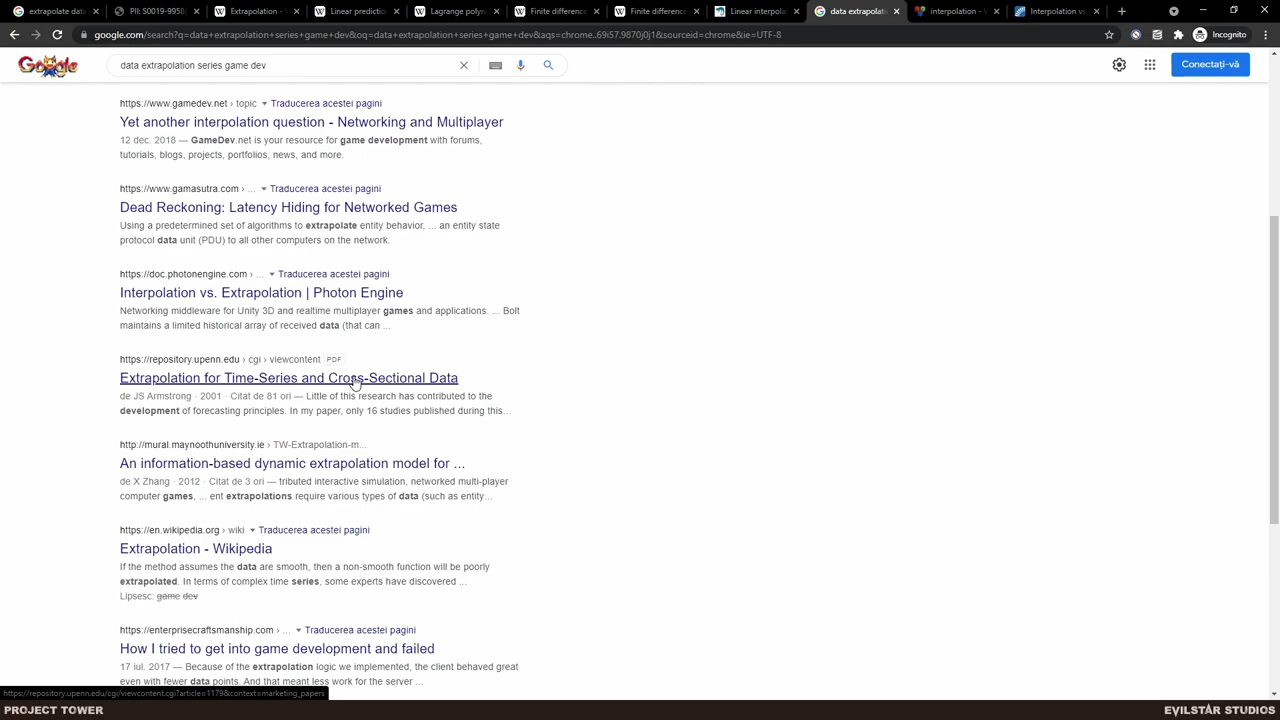 extrapolate data
PII: S0019-9958
Extrapolation - W
Linear prediction
Lagrange polyn
Finite difference
Finite difference
Linear interpola
data extrapolati
interpolation - W
Interpolation vs.
google.com/search?q=data+extrapolation+series+game+dev&oq=data+extrapolation+series+game+dev&aqs=chrome..69i57.9870j0j1&sourceid=chrome&ie=UTF-8
Incognito
Google
data extrapolation series game dev
Conectați-vă
https://www.gamedev.net › topic
Traducerea acestei pagini
Yet another interpolation question - Networking and Multiplayer
12 dec. 2018 — GameDev.net is your resource for game development with forums,
tutorials, blogs, projects, portfolios, news, and more.
https://www.gamasutra.com › ...
Traducerea acestei pagini
Dead Reckoning: Latency Hiding for Networked Games
Using a predetermined set of algorithms to extrapolate entity behavior, ... an entity state
protocol data unit (PDU) to all other computers on the network.
https://doc.photonengine.com › ...
Traducerea acestei pagini
Interpolation vs. Extrapolation | Photon Engine
Networking middleware for Unity 3D and realtime multiplayer games and applications. ... Bolt
maintains a limited historical array of received data (that can ...
https://repository.upenn.edu › cgi › viewcontent PDF
Extrapolation for Time-Series and Cross-Sectional Data
de JS Armstrong · 2001 · Citat de 81 ori — Little of this research has contributed to the
development of forecasting principles. In my paper, only 16 studies published during this...
http://mural.maynoothuniversity.ie › TW-Extrapolation-m...
An information-based dynamic extrapolation model for ...
de X Zhang · 2012 · Citat de 3 ori — tributed interactive simulation, networked multi-player
computer games, ... ent extrapolations require various types of data (such as entity...
https://en.wikipedia.org › wiki
Traducerea acestei pagini
Extrapolation - Wikipedia
If the method assumes the data are smooth, then a non-smooth function will be poorly
extrapolated. In terms of complex time series, some experts have discovered ...
Lipsesc: game dev
https://enterprisecraftsmanship.com › ...
Traducerea acestei pagini
How I tried to get into game development and failed
17 iul. 2017 — Because of the extrapolation logic we implemented, the client behaved great
even with fewer data points. And that meant less work for the server ...
https://repository.upenn.edu/cgi/viewcontent.cgi?article=1179&context=marketing_papers
PROJECT TOWER
EVILSTAR STUDIOS